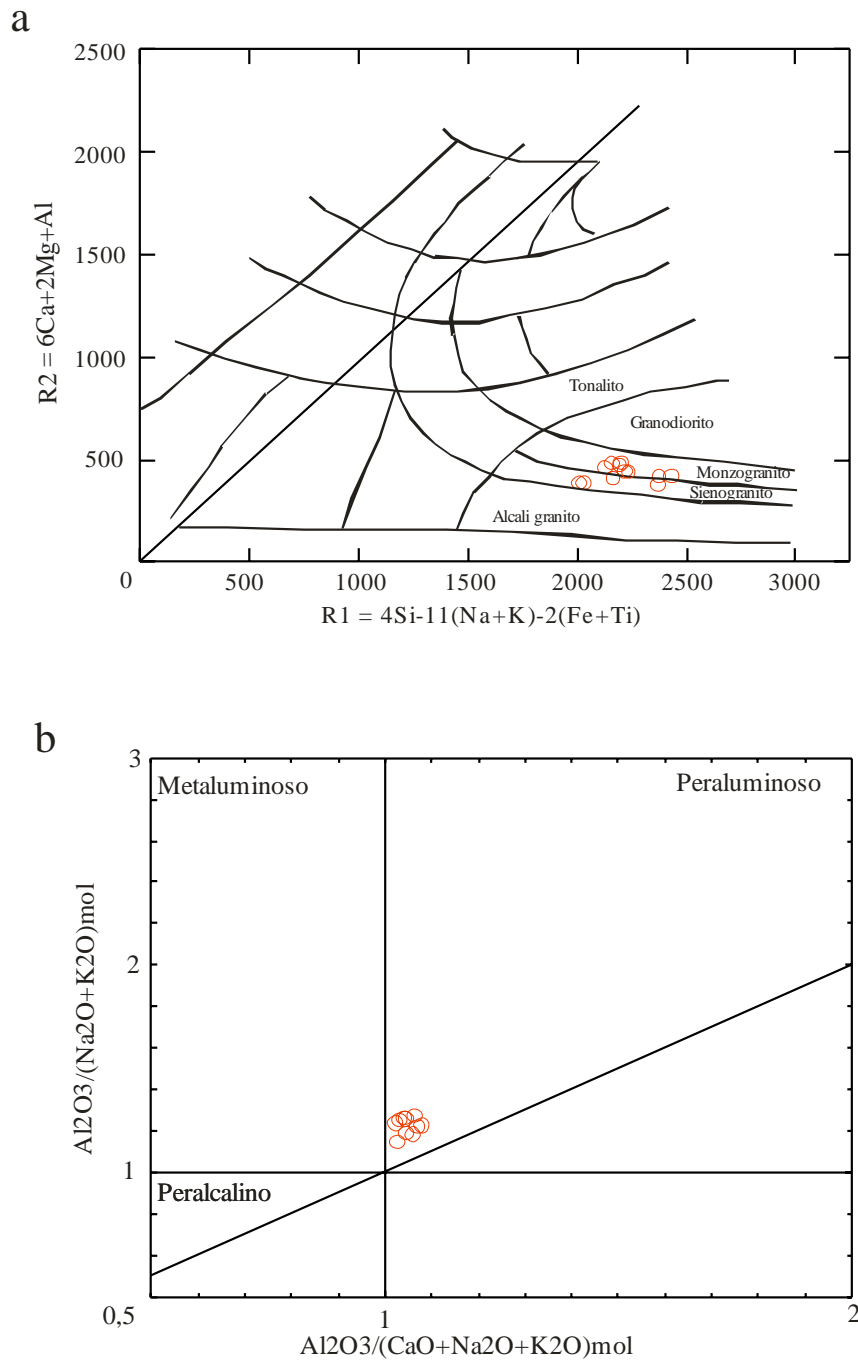 a
2500
2000
1500
1000
500
0
500
1000
1500
2000
2500
3000
R2 = 6Ca+2Mg+Al
R1 = 4Si-11(Na+K)-2(Fe+Ti)
Tonalito
Granodiorito
Monzogranito
Sienogranito
Alcali granito
b
3
2
1
0,5
1
2
Metaluminoso
Peraluminoso
Peralcalino
Al2O3/(Na2O+K2O)mol
Al2O3/(CaO+Na2O+K2O)mol